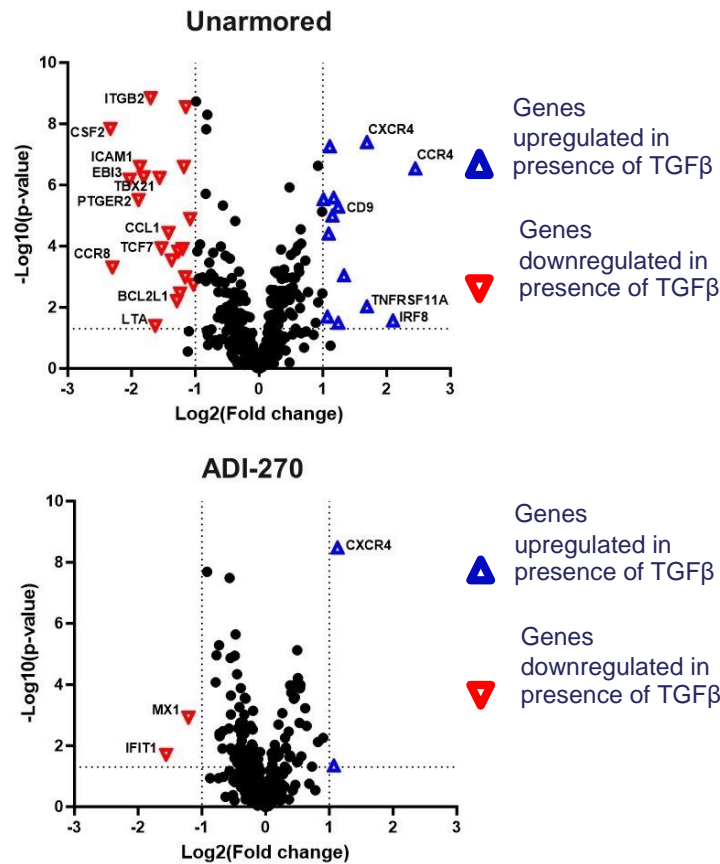 Unarmored
10
8
6
4
2
0
-3
-2
-1
0
1
2
3
-Log10(p-value)
Log2(Fold change)
ITGB2
CSF2
ICAM1
EBI3
TBX21
PTGER2
CCL1
TCF7
CCR8
BCL2L1
LTA
CXCR4
CCR4
CD9
TNFRSF11A
IRF8
Genes
upregulated in
presence of TGFβ
Genes
downregulated in
presence of TGFβ
ADI-270
10
8
6
4
2
0
-3
-2
-1
0
1
2
3
-Log10(p-value)
Log2(Fold change)
CXCR4
MX1
IFIT1
Genes
upregulated in
presence of TGFβ
Genes
downregulated in
presence of TGFβ